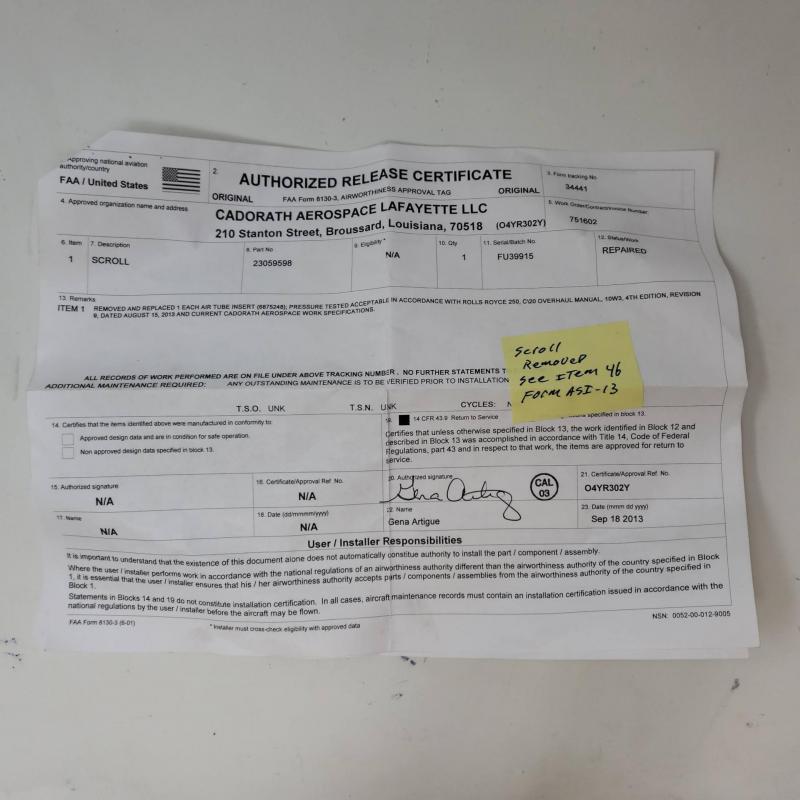 Approving national aviation
authority/country
FAA / United States
2.
AUTHORIZED RELEASE CERTIFICATE
ORIGINAL FAA Form 8130-3, AIRWORTHINESS APPROVAL TAG ORIGINAL
3. Form tracking No.
34441
4. Approved organization name and address
CADORATH AEROSPACE LAFAYETTE LLC
210 Stanton Street, Broussard, Louisiana, 70518 (O4YR302Y)
5. Work Order/Contract/Invoice Number:
751602
6. Item
1
7. Description
SCROLL
8. Part No
23059598
9. Eligibility *
N/A
10. Qty
1
11. Serial/Batch No.
FU39915
12. Status/Work
REPAIRED
13. Remarks
ITEM 1 REMOVED AND REPLACED 1 EACH AIR TUBE INSERT (6875248); PRESSURE TESTED ACCEPTABLE IN ACCORDANCE WITH ROLLS ROYCE 250, C\20 OVERHAUL MANUAL, 10W3, 4TH EDITION, REVISION
9, DATED AUGUST 15, 2013 AND CURRENT CADORATH AEROSPACE WORK SPECIFICATIONS.
Scroll
Removed
See ITEM 46
FORM ASI-13
ALL RECORDS OF WORK PERFORMED ARE ON FILE UNDER ABOVE TRACKING NUMBER. NO FURTHER STATEMENTS
ADDITIONAL MAINTENANCE REQUIRED: ANY OUTSTANDING MAINTENANCE IS TO BE VERIFIED PRIOR TO INSTALLATION
T.S.O. UNK T.S.N. UNK CYCLES:
14. Certifies that the items identified above were manufactured in conformity to:
Approved design data and are in condition for safe operation.
Non approved design data specified in block 13.
14 CFR 43.9 Return to Service
specified in block 13.
Certifies that unless otherwise specified in Block 13, the work identified in Block 12 and
described in Block 13 was accomplished in accordance with Title 14, Code of Federal
Regulations, part 43 and in respect to that work, the items are approved for return to
service.
15. Authorized signature
N/A
16. Certificate/Approval Ref. No.
N/A
20. Authorized signature
Gena Artigue
CAL
03
21. Certificate/Approval Ref. No.
O4YR302Y
17. Name
N/A
18. Date (dd/mmm/yyyy)
N/A
22. Name
Gena Artigue
23. Date (mmm dd yyyy)
Sep 18 2013
User / Installer Responsibilities
It is important to understand that the existence of this document alone does not automatically constitute authority to install the part / component / assembly.
Where the user / installer performs work in accordance with the national regulations of an airworthiness authority different than the airworthiness authority of the country specified in Block
1, it is essential that the user / installer ensures that his / her airworthiness authority accepts parts / components / assemblies from the airworthiness authority of the country specified in
Block 1.
Statements in Blocks 14 and 19 do not constitute installation certification. In all cases, aircraft maintenance records must contain an installation certification issued in accordance with the
national regulations by the user / installer before the aircraft may be flown.
FAA Form 8130-3 (6-01)
* Installer must cross-check eligibility with approved data
NSN: 0052-00-012-9005